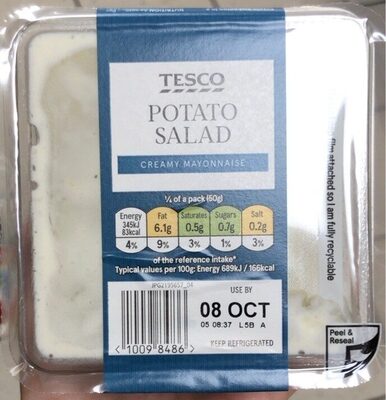 TESCO
POTATO
SALAD
CREAMY MAYONNAISE
¼ of a pack (60g)
Energy Fat Saturates Sugars Salt
345kJ
83kcal 6.1g 0.5g 0.7g 0.2g
4% 9% 3% 1% 3%
of the reference intake*
Typical values per 100g: Energy 689kJ / 166kcal
JPG2195657_04
USE BY
08 OCT
05 08:37 L5B A
< 1009 8486 >
KEEP REFRIGERATED
film attached so I am fully recyclable
Peel &
Reseal